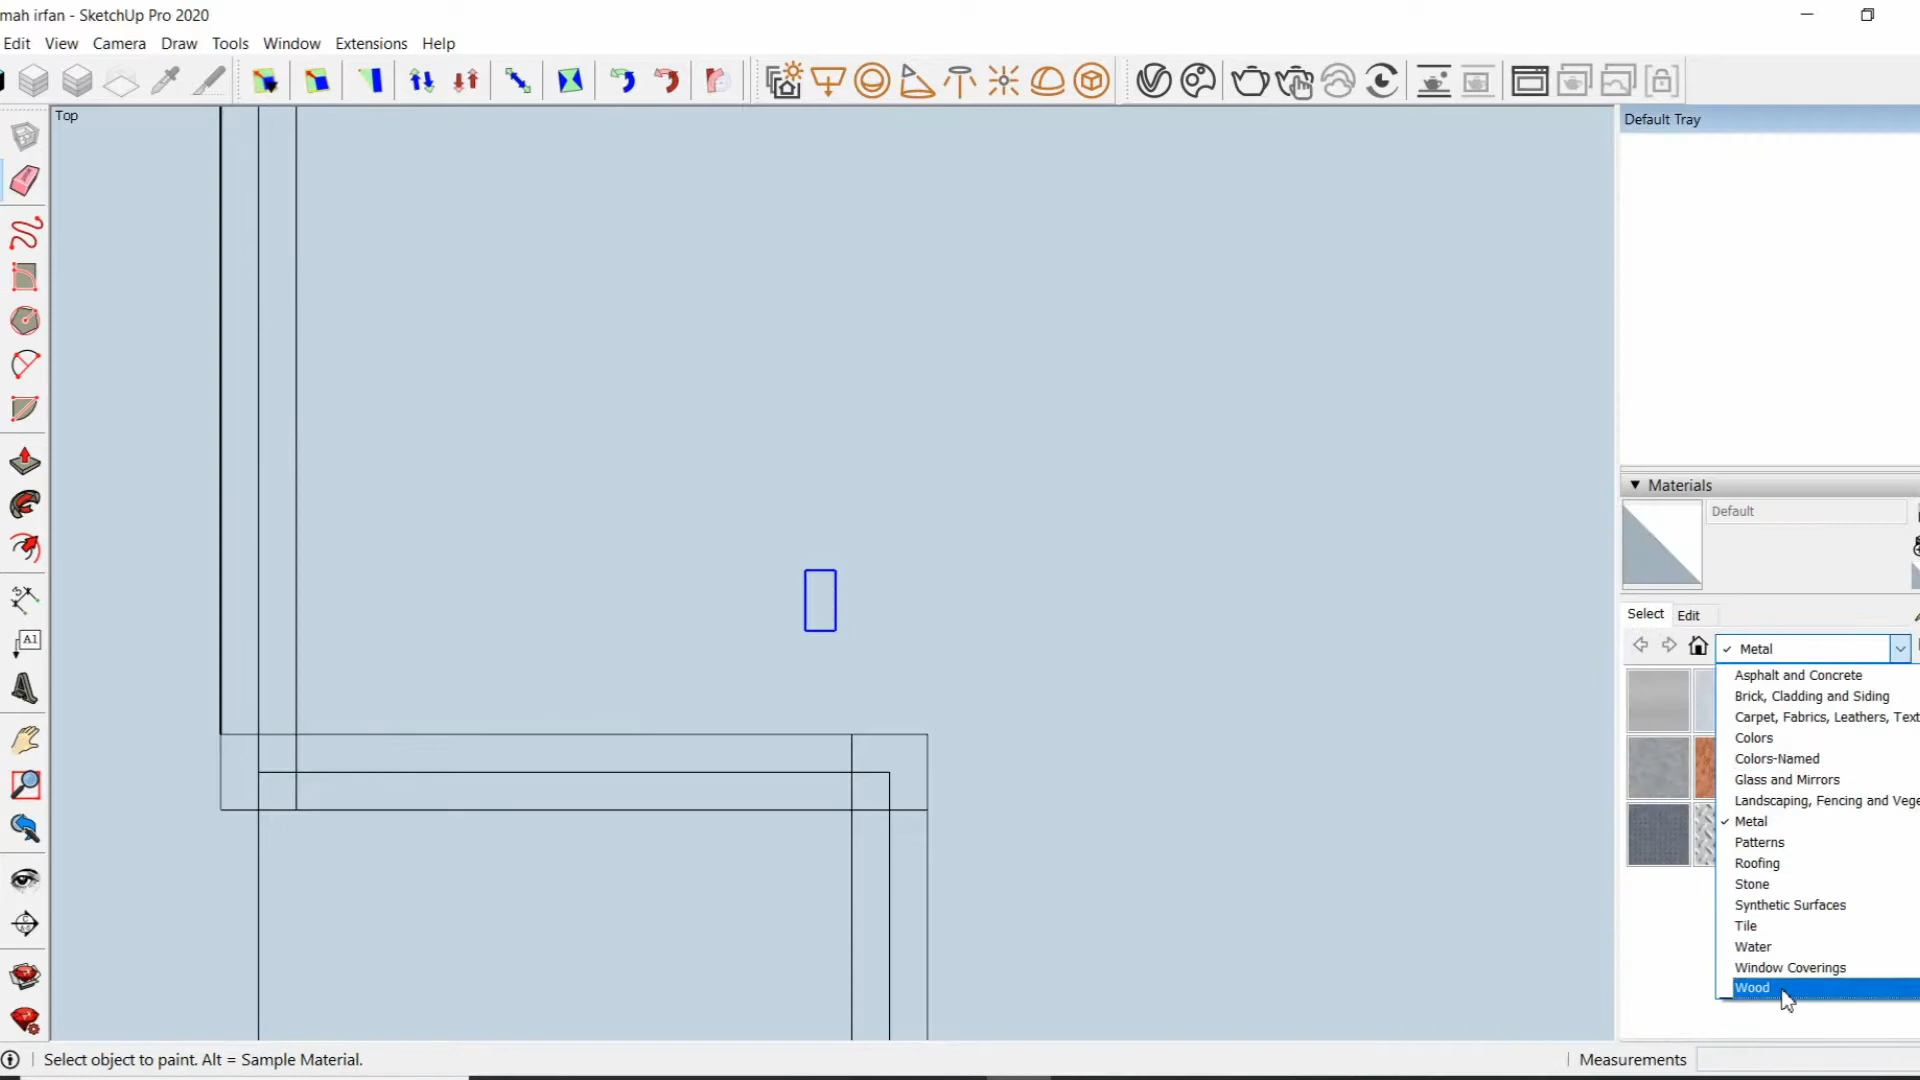 mah irfan - SketchUp Pro 2020
Edit View Camera Draw Tools Window Extensions Help
Top
Default Tray
Materials
Default
Select Edit
Metal
Asphalt and Concrete
Brick, Cladding and Siding
Carpet, Fabrics, Leathers, Text
Colors
Colors-Named
Glass and Mirrors
Landscaping, Fencing and Vege
Metal
Patterns
Roofing
Stone
Synthetic Surfaces
Tile
Water
Window Coverings
Wood
A1
Select object to paint. Alt = Sample Material.
Measurements